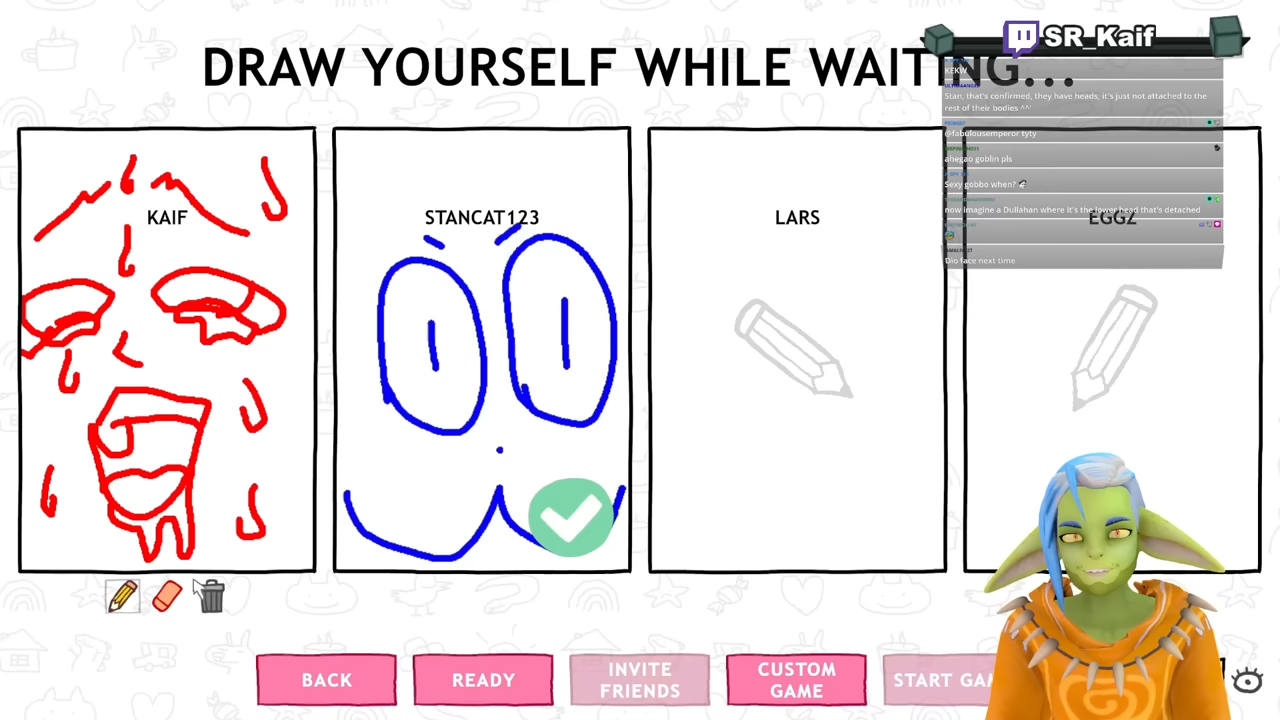 DRAW YOURSELF WHILE WAITING...
SR_Kaif
KEKW
Stan, that's confirmed, they have heads, it's just not attached to the
rest of their bodies ^^'
@fabulousemperor tyty
ahegao goblin pls
Sexy gobbo when?
now imagine a Dullahan where it's the lower head that's detached
Dio face next time
KAIF
STANCAT123
LARS
EGGZ
BACK
READY
INVITE
FRIENDS
CUSTOM
GAME
START GAM